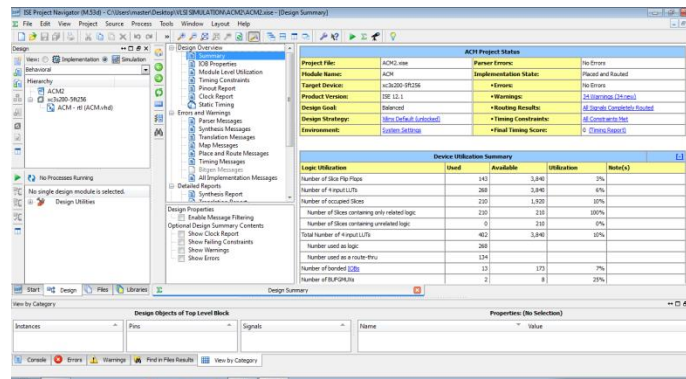 ISE Project Navigator (M.53d) - C:\Users\master\Desktop\VLSI SIMULATION\ACM2\ACM2.xise - [Design Summary]
File Edit View Project Source Process Tools Window Layout Help
Design
View: Implementation Simulation
Behavioral
Hierarchy
ACM2
xc3s200-5ft256
ACM - rtl (ACM.vhd)
No Processes Running
No single design module is selected.
Design Utilities
Start Design Files Libraries
Design Overview
Summary
IOB Properties
Module Level Utilization
Timing Constraints
Pinout Report
Clock Report
Static Timing
Errors and Warnings
Parser Messages
Synthesis Messages
Translation Messages
Map Messages
Place and Route Messages
Timing Messages
Bitgen Messages
All Implementation Messages
Detailed Reports
Synthesis Report
Translation Report
Design Properties
Enable Message Filtering
Optional Design Summary Contents
Show Clock Report
Show Failing Constraints
Show Warnings
Show Errors
ACM Project Status
Project File: ACM2.xise Parser Errors: No Errors
Module Name: ACM Implementation State: Placed and Routed
Target Device: xc3s200-5ft256 •Errors: No Errors
Product Version: ISE 12.1 •Warnings: 34 Warnings (34 new)
Design Goal: Balanced •Routing Results: All Signals Completely Routed
Design Strategy: Xilinx Default (unlocked) •Timing Constraints: All Constraints Met
Environment: System Settings •Final Timing Score: 0 (Timing Report)
Device Utilization Summary [-]
Logic Utilization Used Available Utilization Note(s)
Number of Slice Flip Flops 143 3,840 3%
Number of 4 input LUTs 268 3,840 6%
Number of occupied Slices 210 1,920 10%
Number of Slices containing only related logic 210 210 100%
Number of Slices containing unrelated logic 0 210 0%
Total Number of 4 input LUTs 402 3,840 10%
Number used as logic 268
Number used as a route-thru 134
Number of bonded IOBs 13 173 7%
Number of BUFGMUXs 2 8 25%
Design Summary
View by Category
Design Objects of Top Level Block Properties: (No Selection)
Instances Pins Signals Name Value
Console Errors Warnings Find in Files Results View by Category